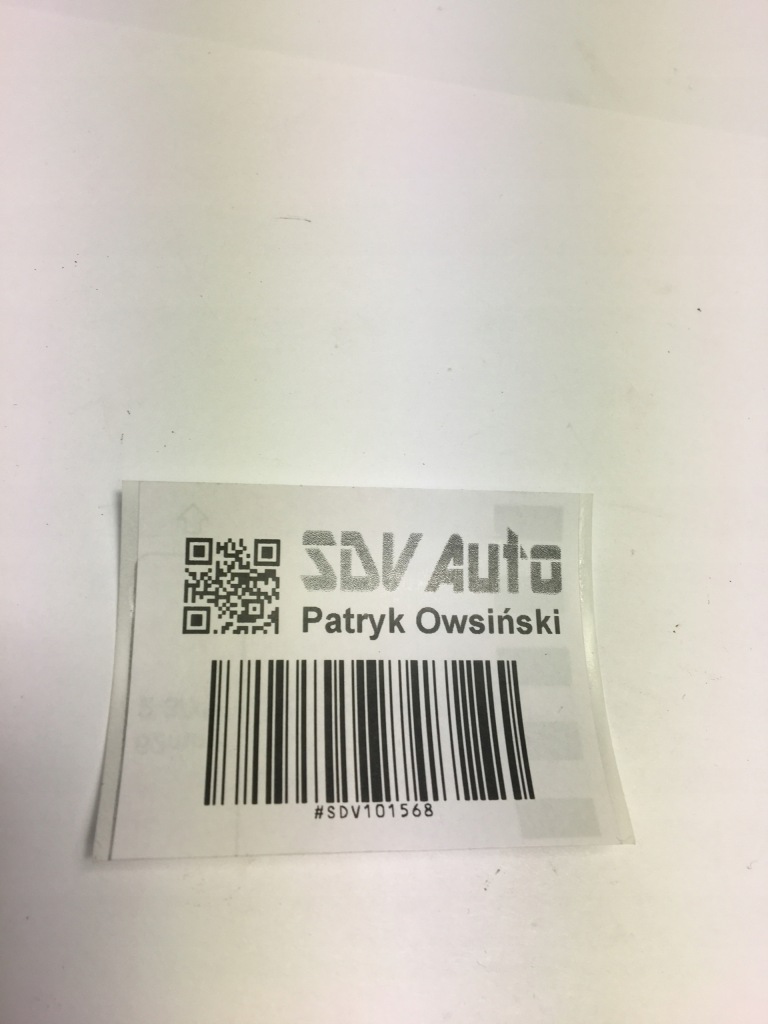 SDV Auto
Patryk Owsiński
#SDV101568